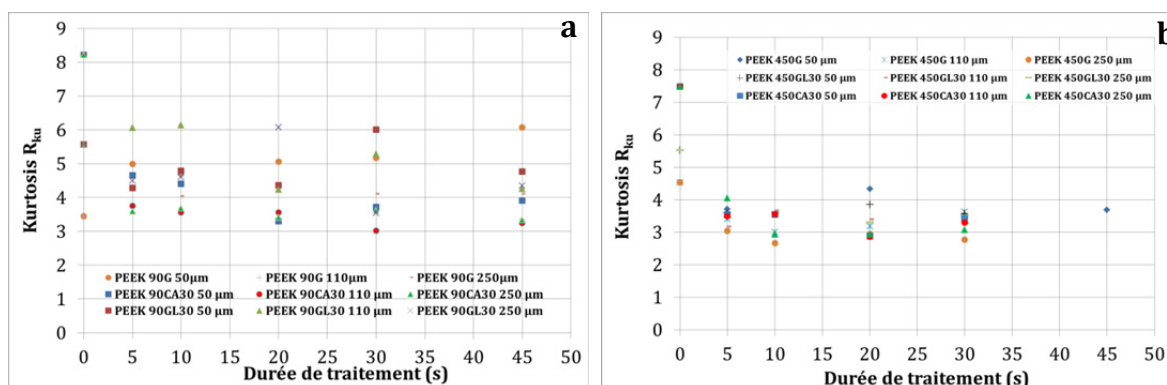 a
9
8
7
6
5
4
3
2
1
0
Kurtosis Rku
PEEK 90G 50µm PEEK 90G 110µm PEEK 90G 250µm
PEEK 90CA30 50 µm PEEK 90CA30 110 µm PEEK 90CA30 250 µm
PEEK 90GL30 50 µm PEEK 90GL30 110 µm PEEK 90GL30 250 µm
0 5 10 15 20 25 30 35 40 45 50
Durée de traitement (s)
b
9
8
7
6
5
4
3
2
1
0
Kurtosis Rku
PEEK 450G 50 µm PEEK 450G 110 µm PEEK 450G 250 µm
PEEK 450GL30 50 µm PEEK 450GL30 110 µm PEEK 450GL30 250 µm
PEEK 450CA30 50 µm PEEK 450CA30 110 µm PEEK 450CA30 250 µm
0 5 10 15 20 25 30 35 40 45 50
Durée de traitement (s)